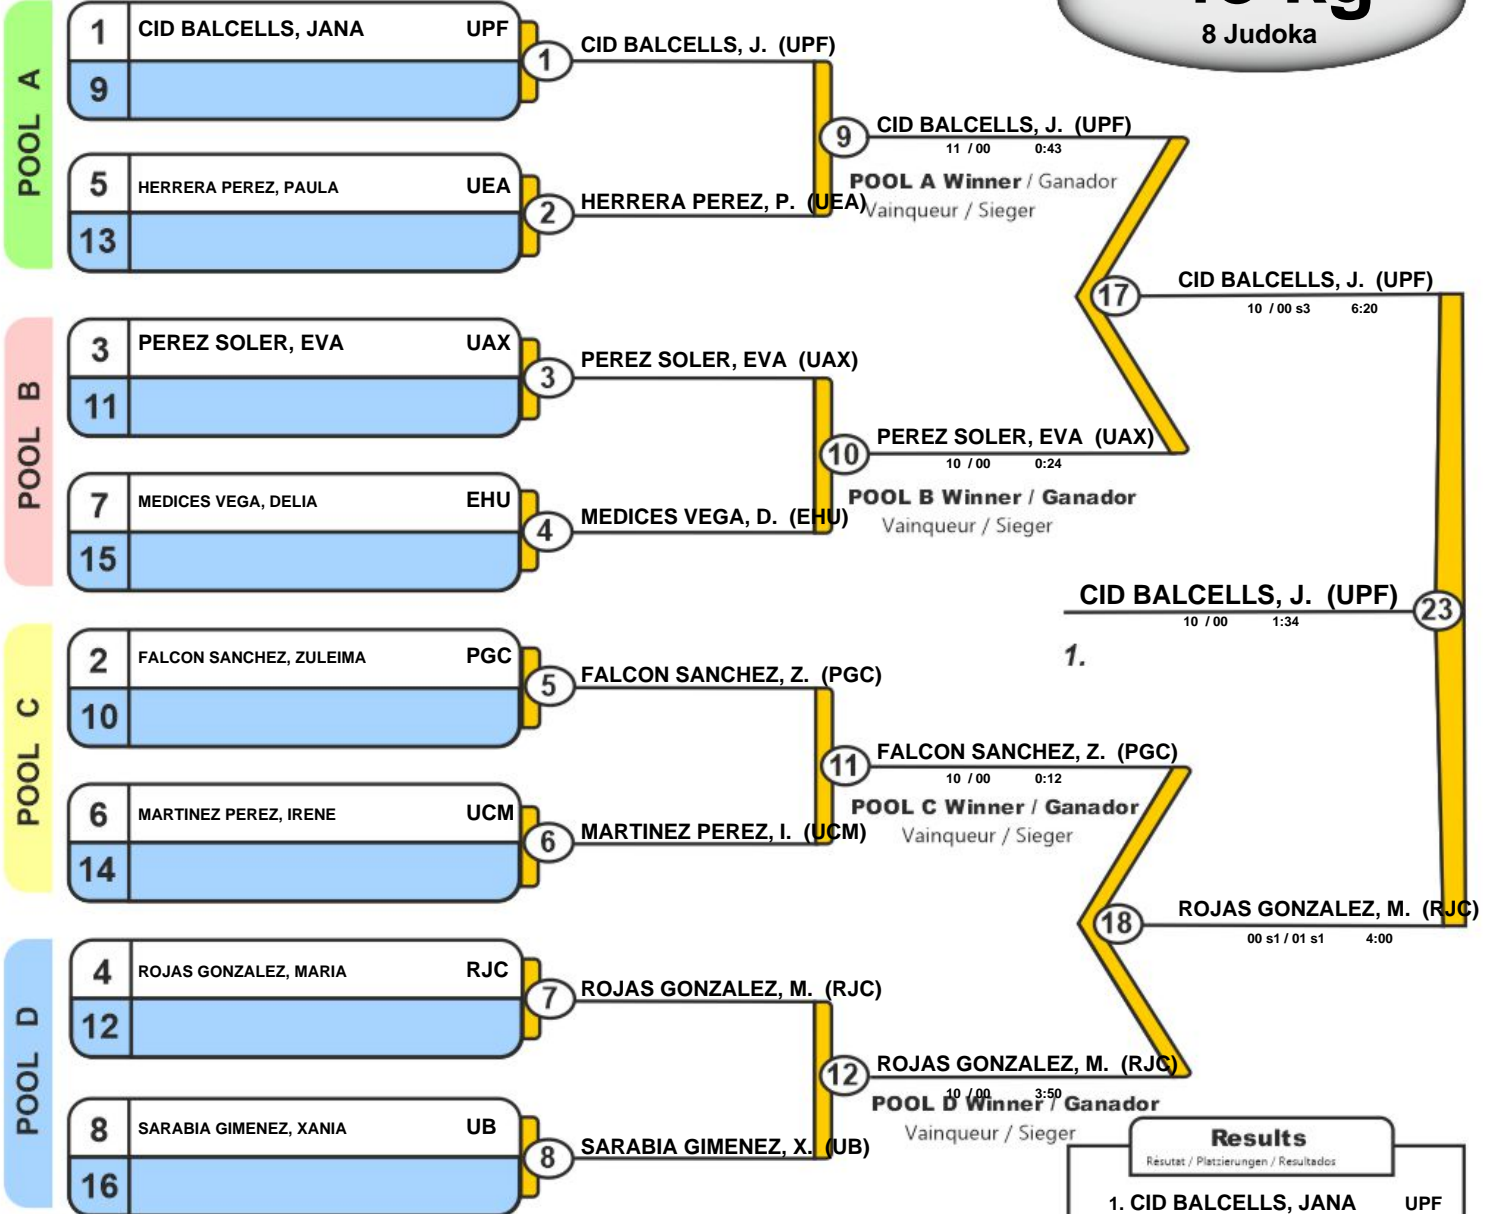 8 Judoka
POOL A
1 CID BALCELLS, JANA UPF
9
5 HERRERA PEREZ, PAULA UEA
13
POOL B
3 PEREZ SOLER, EVA UAX
11
7 MEDICES VEGA, DELIA EHU
15
POOL C
2 FALCON SANCHEZ, ZULEIMA PGC
10
6 MARTINEZ PEREZ, IRENE UCM
14
POOL D
4 ROJAS GONZALEZ, MARIA RJC
12
8 SARABIA GIMENEZ, XANIA UB
16
1 CID BALCELLS, J. (UPF)
2 HERRERA PEREZ, P. (UEA)
3 PEREZ SOLER, EVA (UAX)
4 MEDICES VEGA, D. (EHU)
5 FALCON SANCHEZ, Z. (PGC)
6 MARTINEZ PEREZ, I. (UCM)
7 ROJAS GONZALEZ, M. (RJC)
8 SARABIA GIMENEZ, X. (UB)
9 CID BALCELLS, J. (UPF)
11 / 00 0:43
POOL A Winner / Ganador
Vainqueur / Sieger
10 PEREZ SOLER, EVA (UAX)
10 / 00 0:24
POOL B Winner / Ganador
Vainqueur / Sieger
11 FALCON SANCHEZ, Z. (PGC)
10 / 00 0:12
POOL C Winner / Ganador
Vainqueur / Sieger
12 ROJAS GONZALEZ, M. (RJC)
10 / 00 3:50
POOL D Winner / Ganador
Vainqueur / Sieger
17 CID BALCELLS, J. (UPF)
10 / 00 s3 6:20
18 ROJAS GONZALEZ, M. (RJC)
00 s1 / 01 s1 4:00
CID BALCELLS, J. (UPF) 23
10 / 00 1:34
1.
Results
Résutat / Platzierungen / Resultados
1. CID BALCELLS, JANA UPF